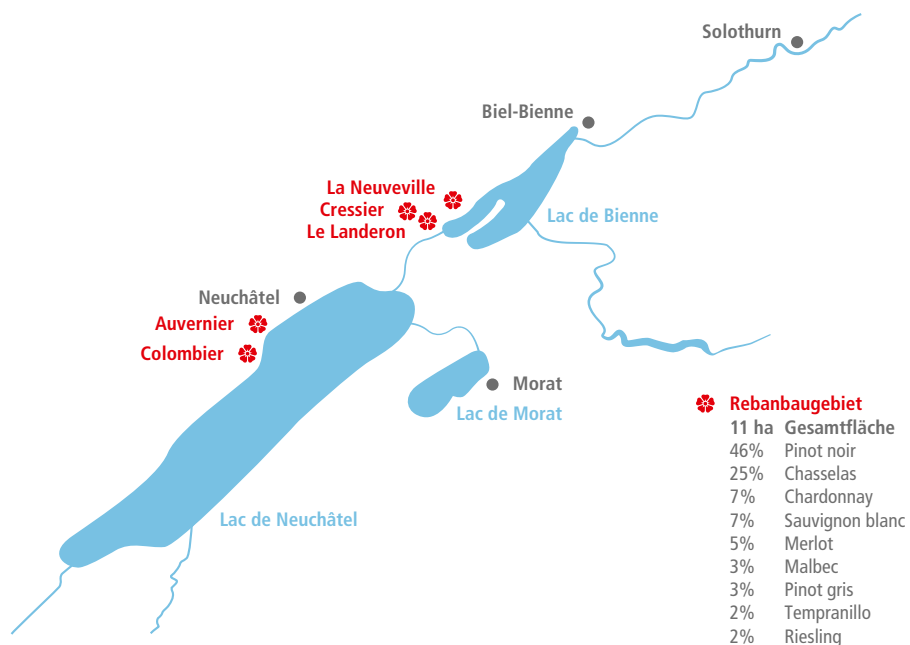 Solothurn
Biel-Bienne
La Neuveville
Cressier
Le Landeron
Lac de Bienne
Neuchâtel
Auvernier
Colombier
Morat
Lac de Morat
Lac de Neuchâtel
Rebanbaugebiet
11 ha Gesamtfläche
46% Pinot noir
25% Chasselas
7% Chardonnay
7% Sauvignon blanc
5% Merlot
3% Malbec
3% Pinot gris
2% Tempranillo
2% Riesling